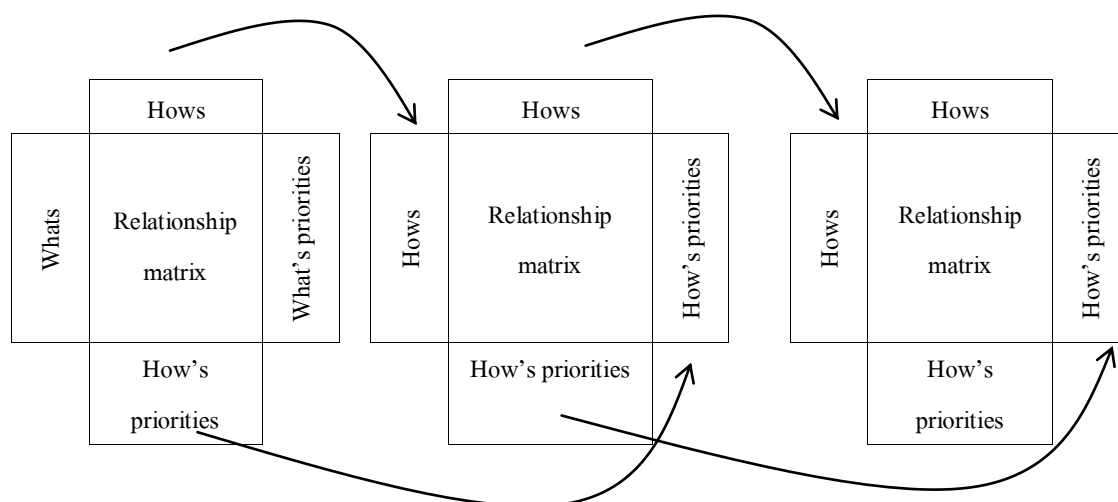 Hows
Whats
Relationship
matrix
What's priorities
How's
priorities
Hows
Hows
Relationship
matrix
How's priorities
How's priorities
Hows
Hows
Relationship
matrix
How's priorities
How's
priorities